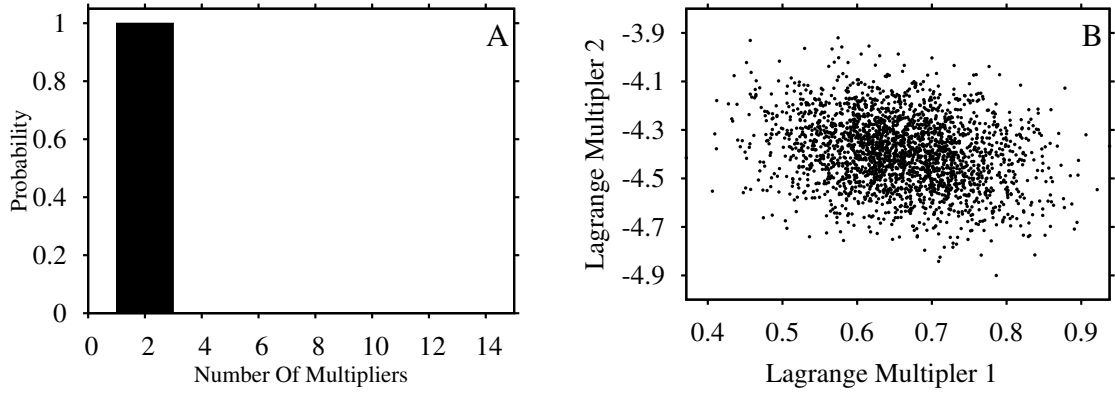 A
1
0.8
0.6
0.4
0.2
0
Probability
0 2 4 6 8 10 12 14
Number Of Multipliers
B
-3.9
-4.1
-4.3
-4.5
-4.7
-4.9
Lagrange Multipler 2
0.4 0.5 0.6 0.7 0.8 0.9
Lagrange Multipler 1